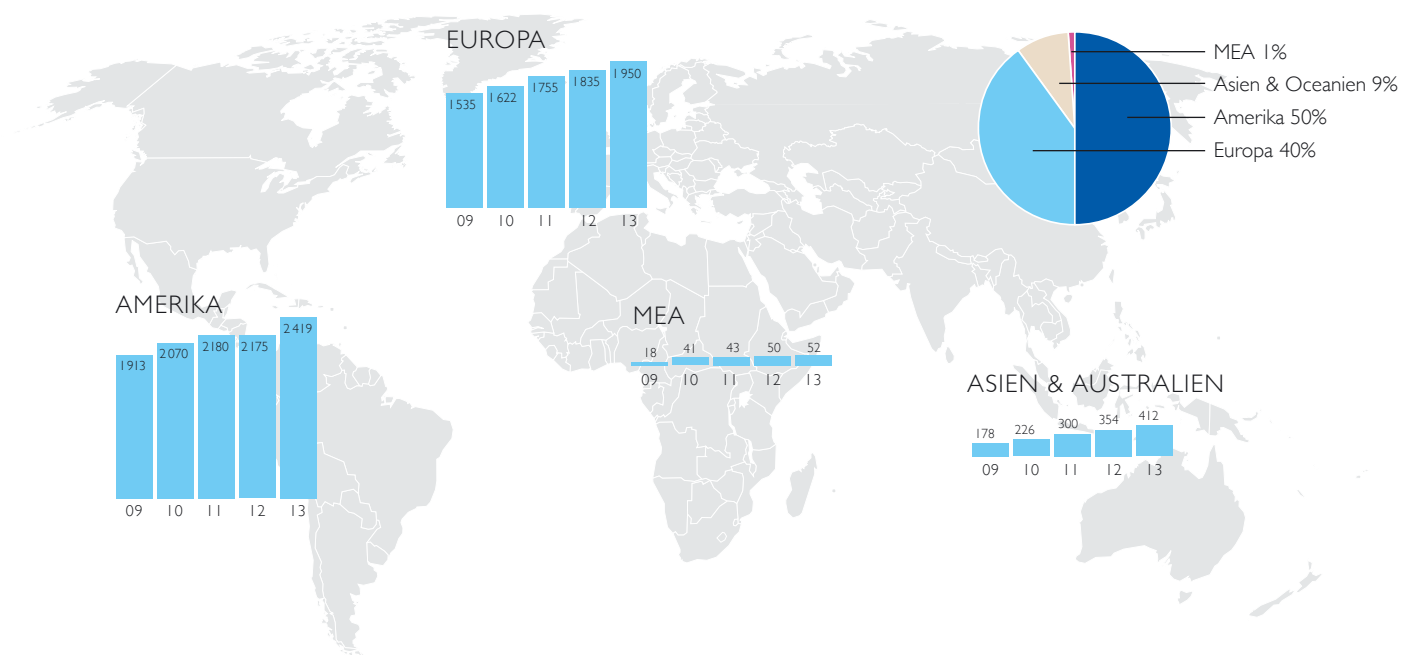 EUROPA
1535 1622 1755 1835 1950
09 10 11 12 13
MEA 1%
Asien & Oceanien 9%
Amerika 50%
Europa 40%
AMERIKA
1913 2070 2180 2175 2419
09 10 11 12 13
MEA
18 41 43 50 52
09 10 11 12 13
ASIEN & AUSTRALIEN
178 226 300 354 412
09 10 11 12 13